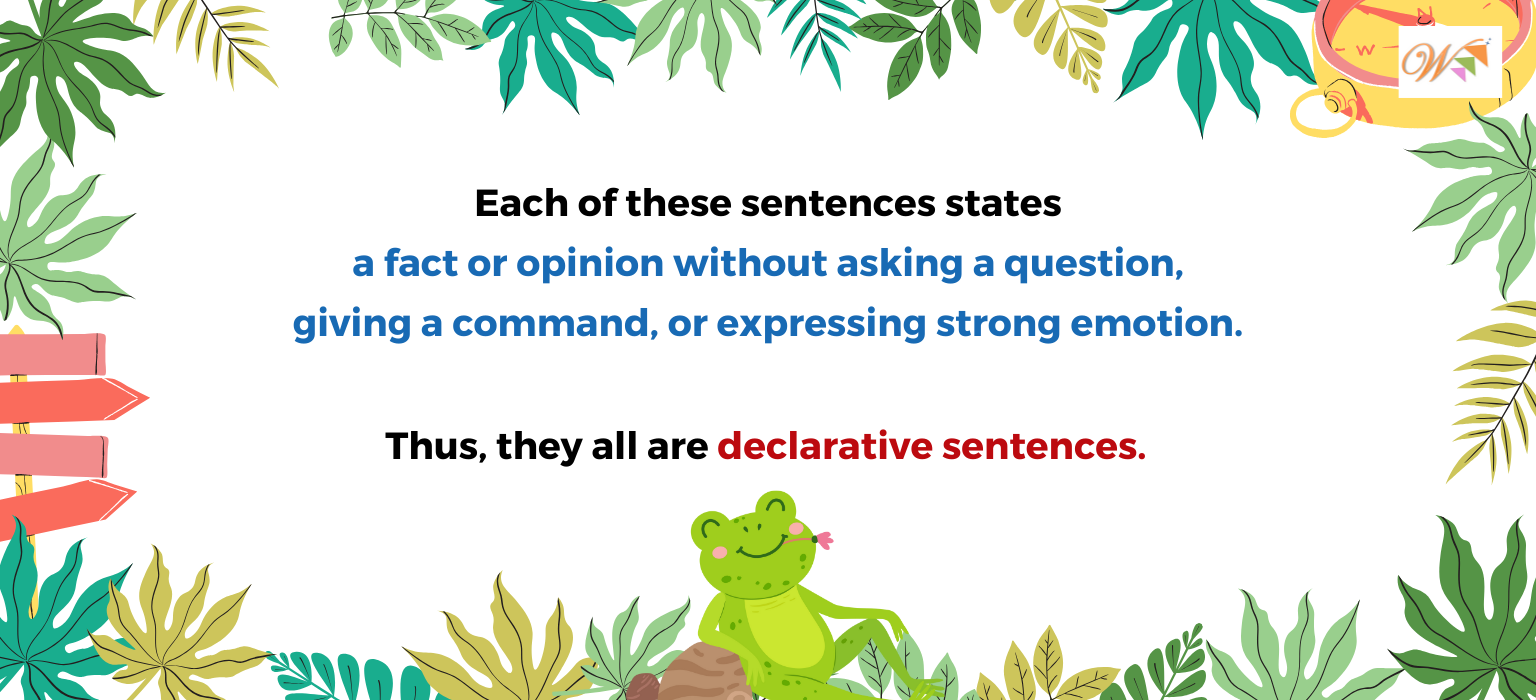 N
W
W
Each of these sentences states
a fact or opinion without asking a question,
giving a command, or expressing strong emotion.
Thus, they all are declarative sentences.